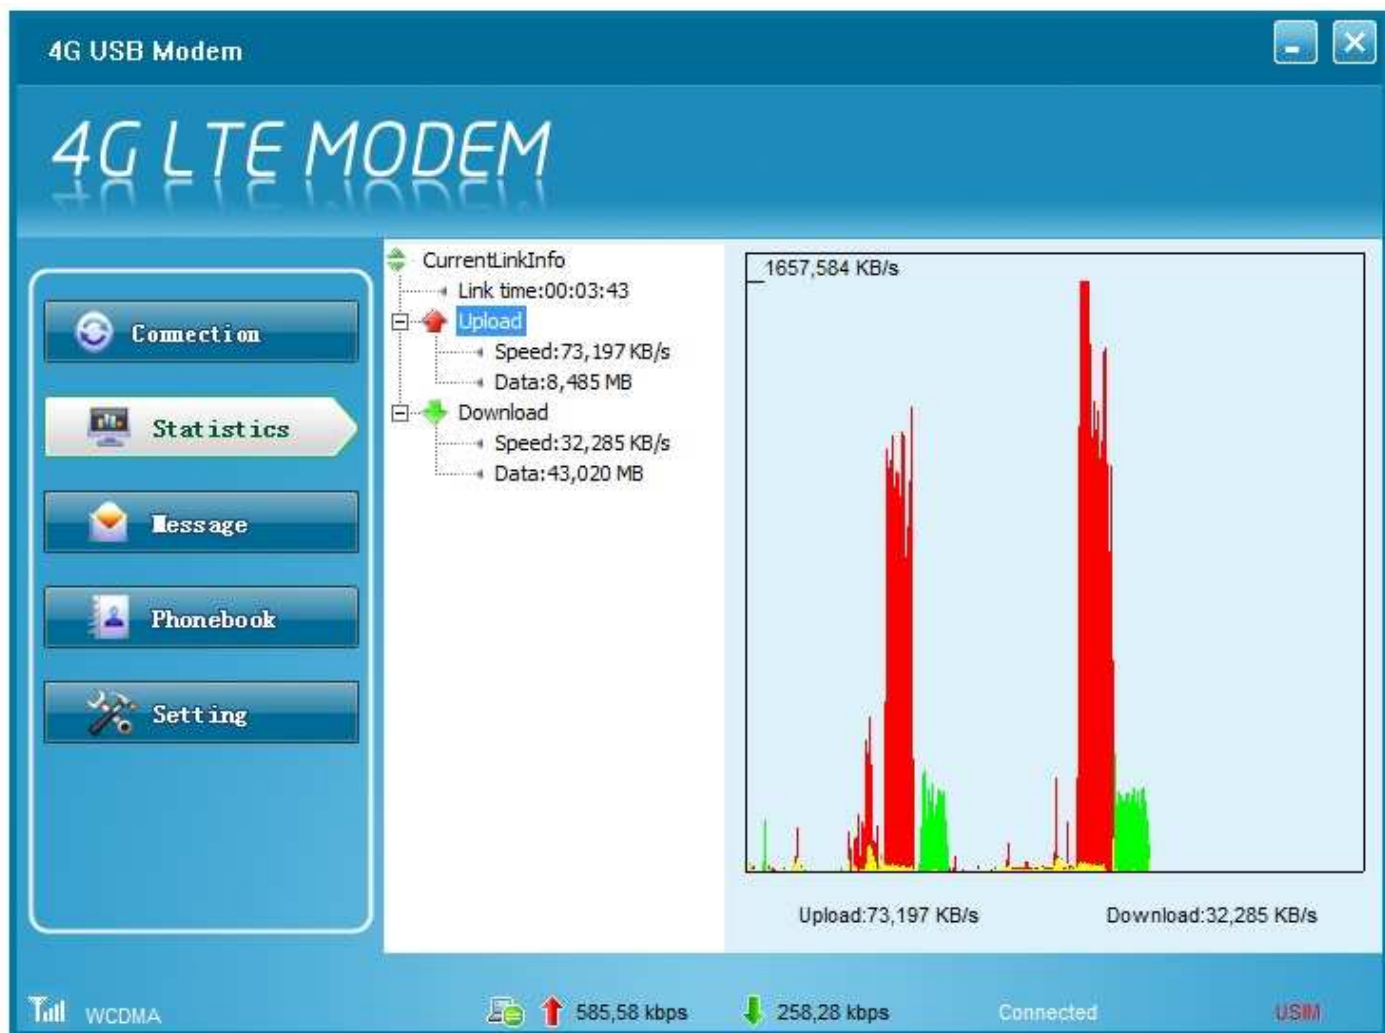 4G USB Modem
4G LTE MODEM
Connection
Statistics
Message
Phonebook
Setting
CurrentLinkInfo
Link time:00:03:43
Upload
Speed:73,197 KB/s
Data:8,485 MB
Download
Speed:32,285 KB/s
Data:43,020 MB
1657,584 KB/s
Upload:73,197 KB/s Download:32,285 KB/s
WCDMA 585,58 kbps 258,28 kbps Connected USIM